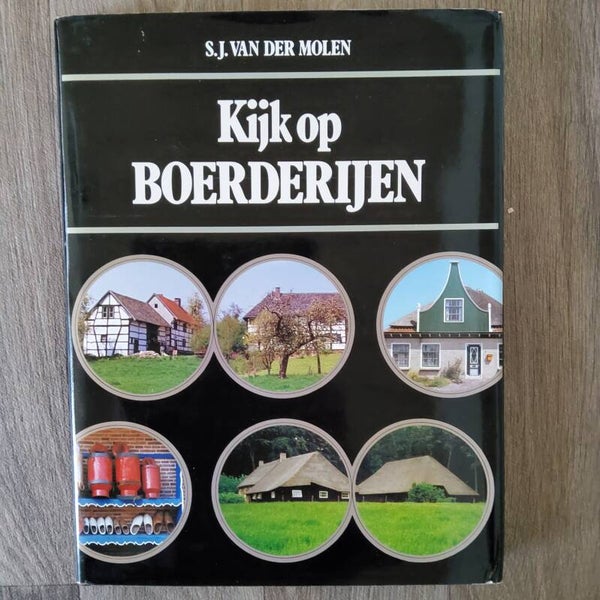 S.J. VAN DER MOLEN
Kijk op
BOERDERIJEN